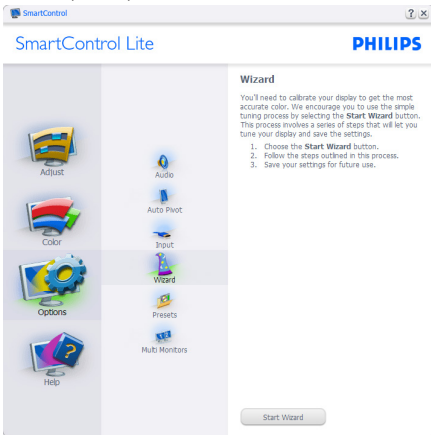 SmartControl
? X
SmartControl Lite
PHILIPS
Adjust
Color
Options
Help
Audio
Auto Pivot
Input
Wizard
Presets
Multi Monitors
Wizard
You'll need to calibrate your display to get the most
accurate color. We encourage you to use the simple
tuning process by selecting the Start Wizard button.
This process involves a series of steps that will let you
tune your display and save the settings.
1. Choose the Start Wizard button.
2. Follow the steps outlined in this process.
3. Save your settings for future use.
Start Wizard